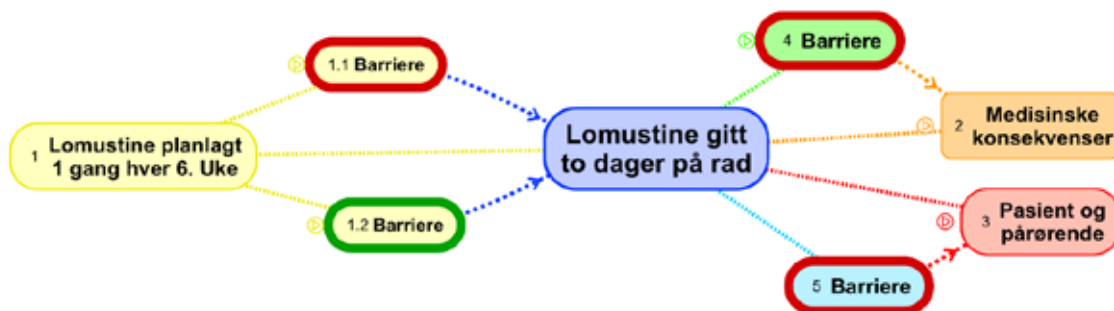 1 Lomustine planlagt
1 gang hver 6. Uke
1.1 Barriere
1.2 Barriere
Lomustine gitt
to dager på rad
4 Barriere
2 Medisinske
konsekvenser
3 Pasient og
pårørende
5 Barriere